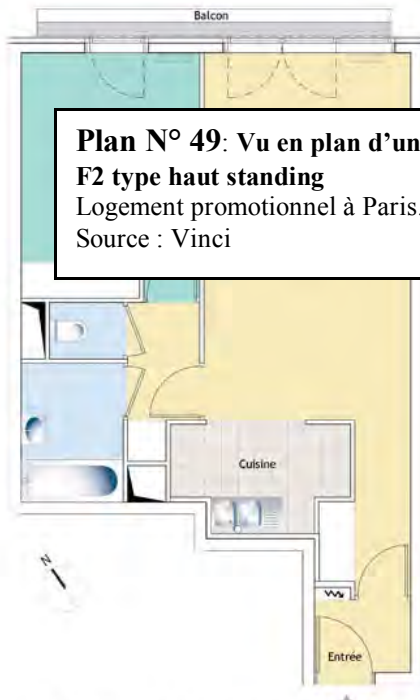 Balcon
Plan N° 49: Vu en plan d'un
F2 type haut standing
Logement promotionnel à Paris.
Source : Vinci
Cuisine
N
Entrée